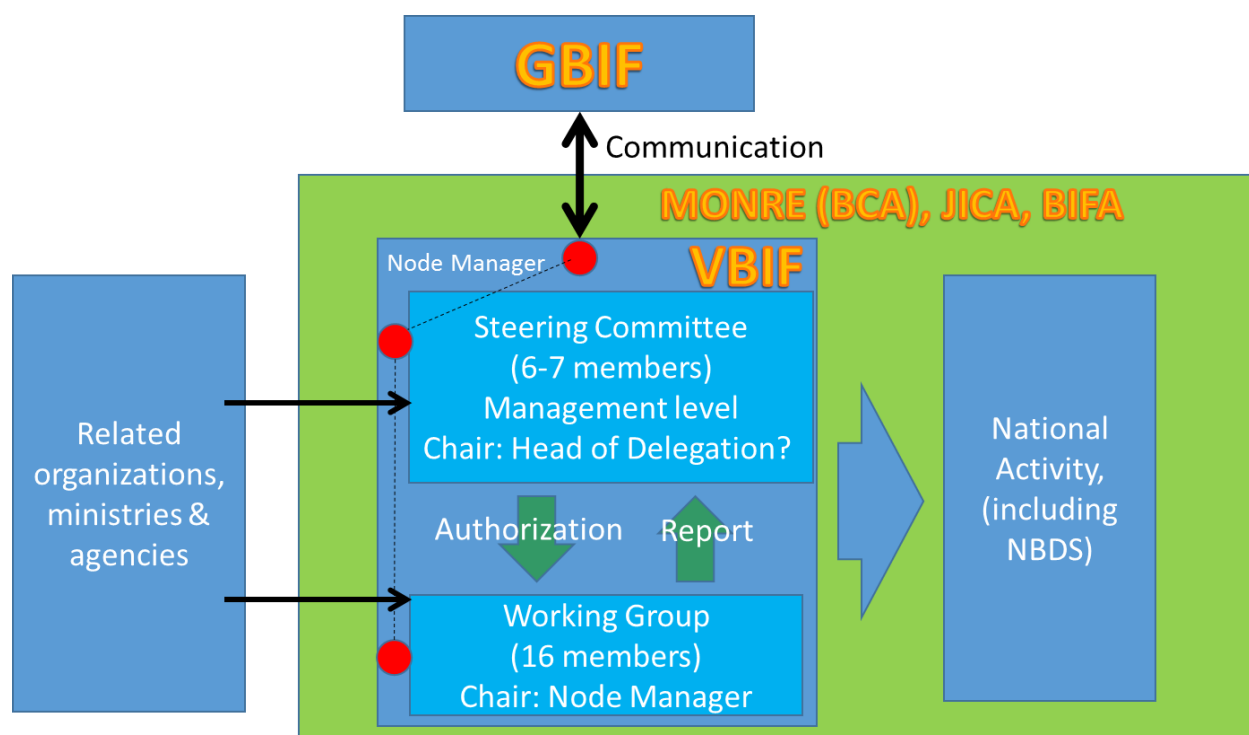 GBIF
Communication
MONRE (BCA), JICA, BIFA
Node Manager
VBIF
Steering Committee
(6-7 members)
Management level
Chair: Head of Delegation?
Related
organizations,
ministries &
agencies
National
Activity,
(including
NBDS)
Authorization
Report
Working Group
(16 members)
Chair: Node Manager